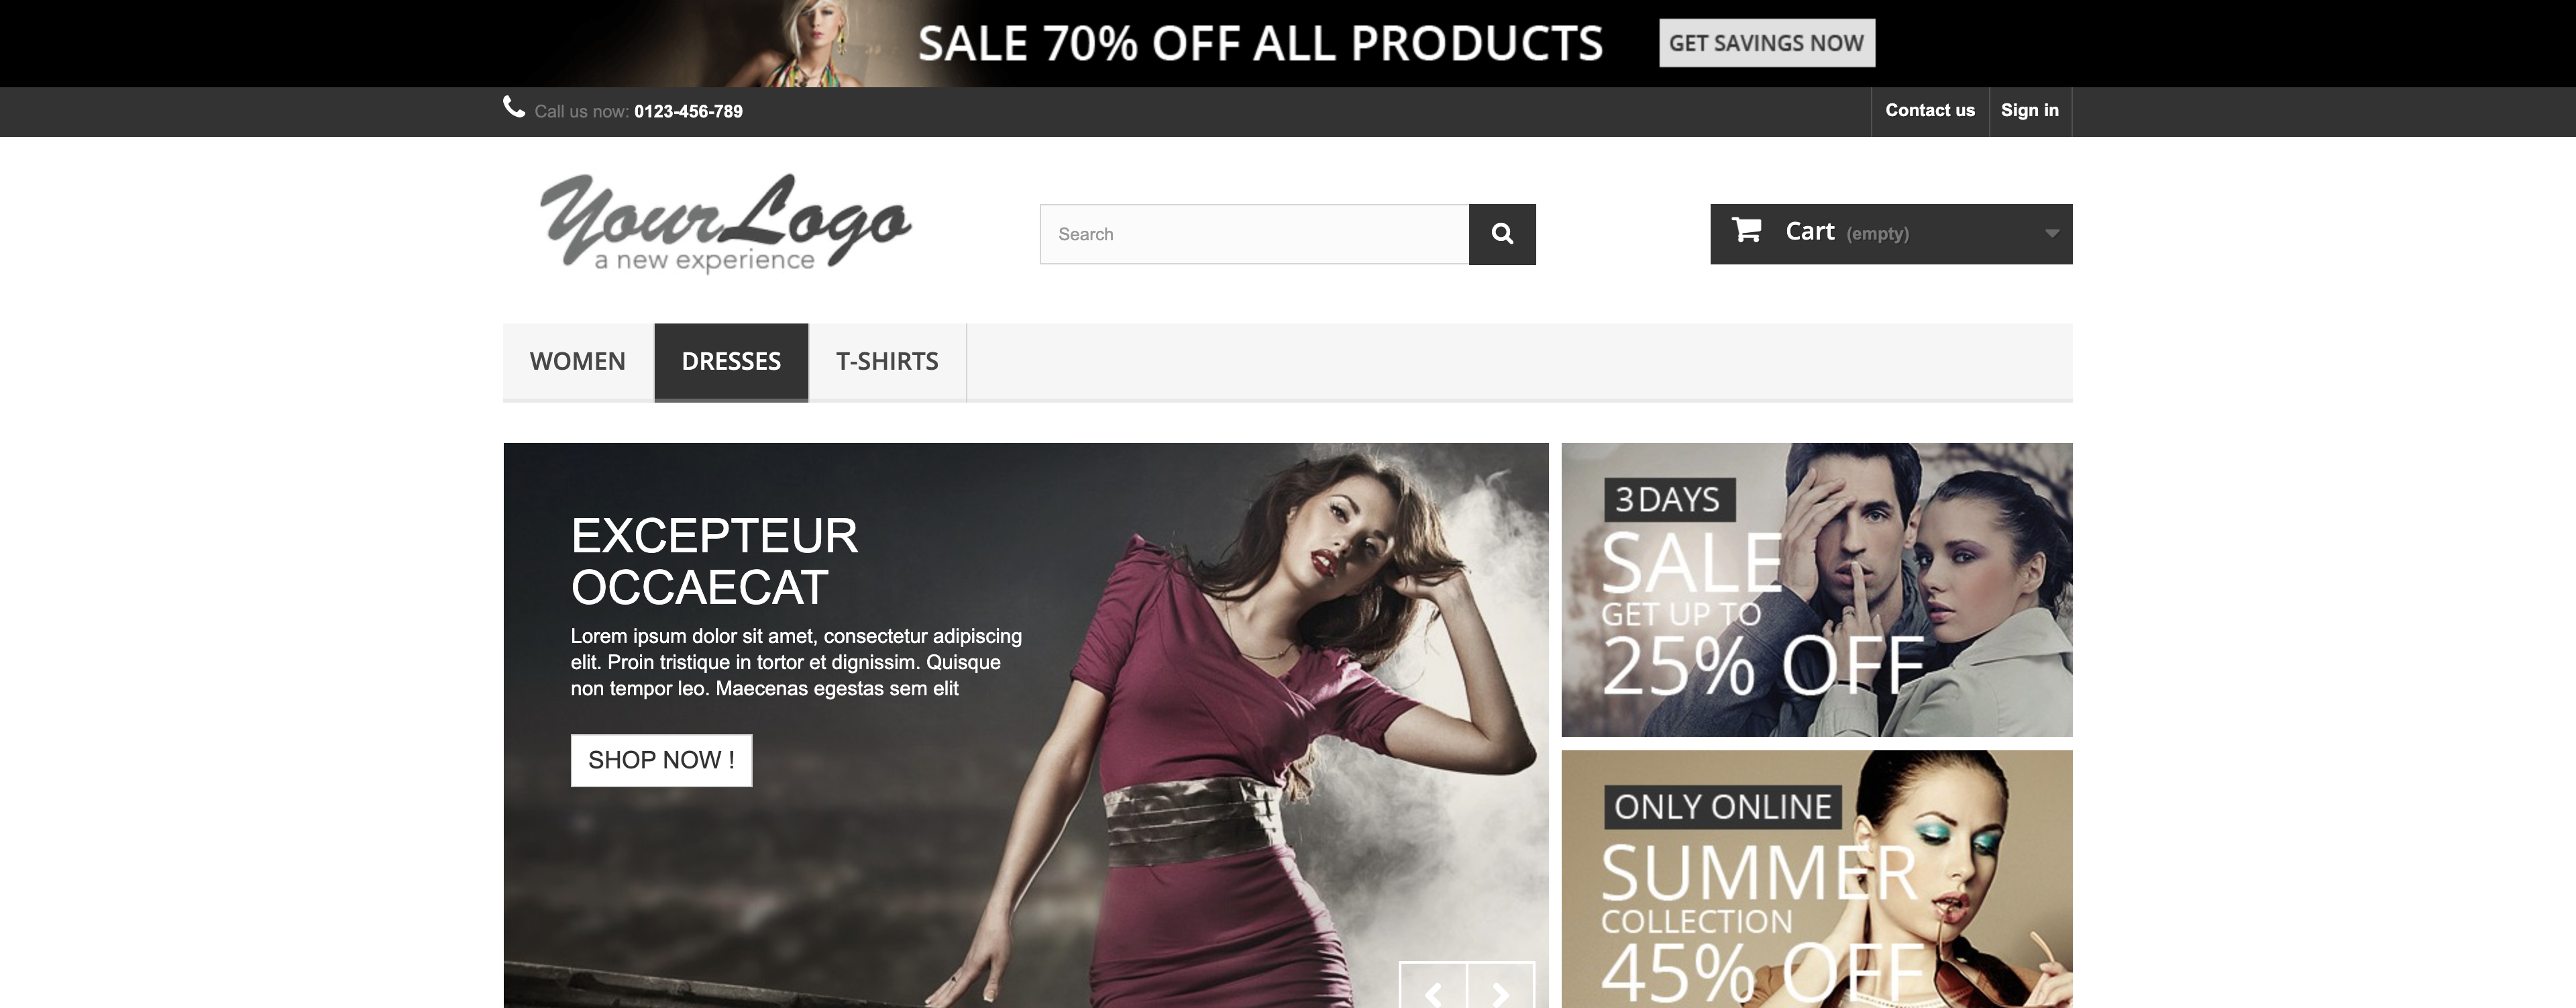 SALE 70% OFF ALL PRODUCTS
GET SAVINGS NOW
Call us now: 0123-456-789
Contact us
Sign in
YourLogo
a new experience
Search
Cart (empty)
WOMEN
DRESSES
T-SHIRTS
EXCEPTEUR
OCCAECAT
Lorem ipsum dolor sit amet, consectetur adipiscing
elit. Proin tristique in tortor et dignissim. Quisque
non tempor leo. Maecenas egestas sem elit
SHOP NOW !
3 DAYS
SALE
GET UP TO
25% OFF
ONLY ONLINE
SUMMER
COLLECTION
45% OFF